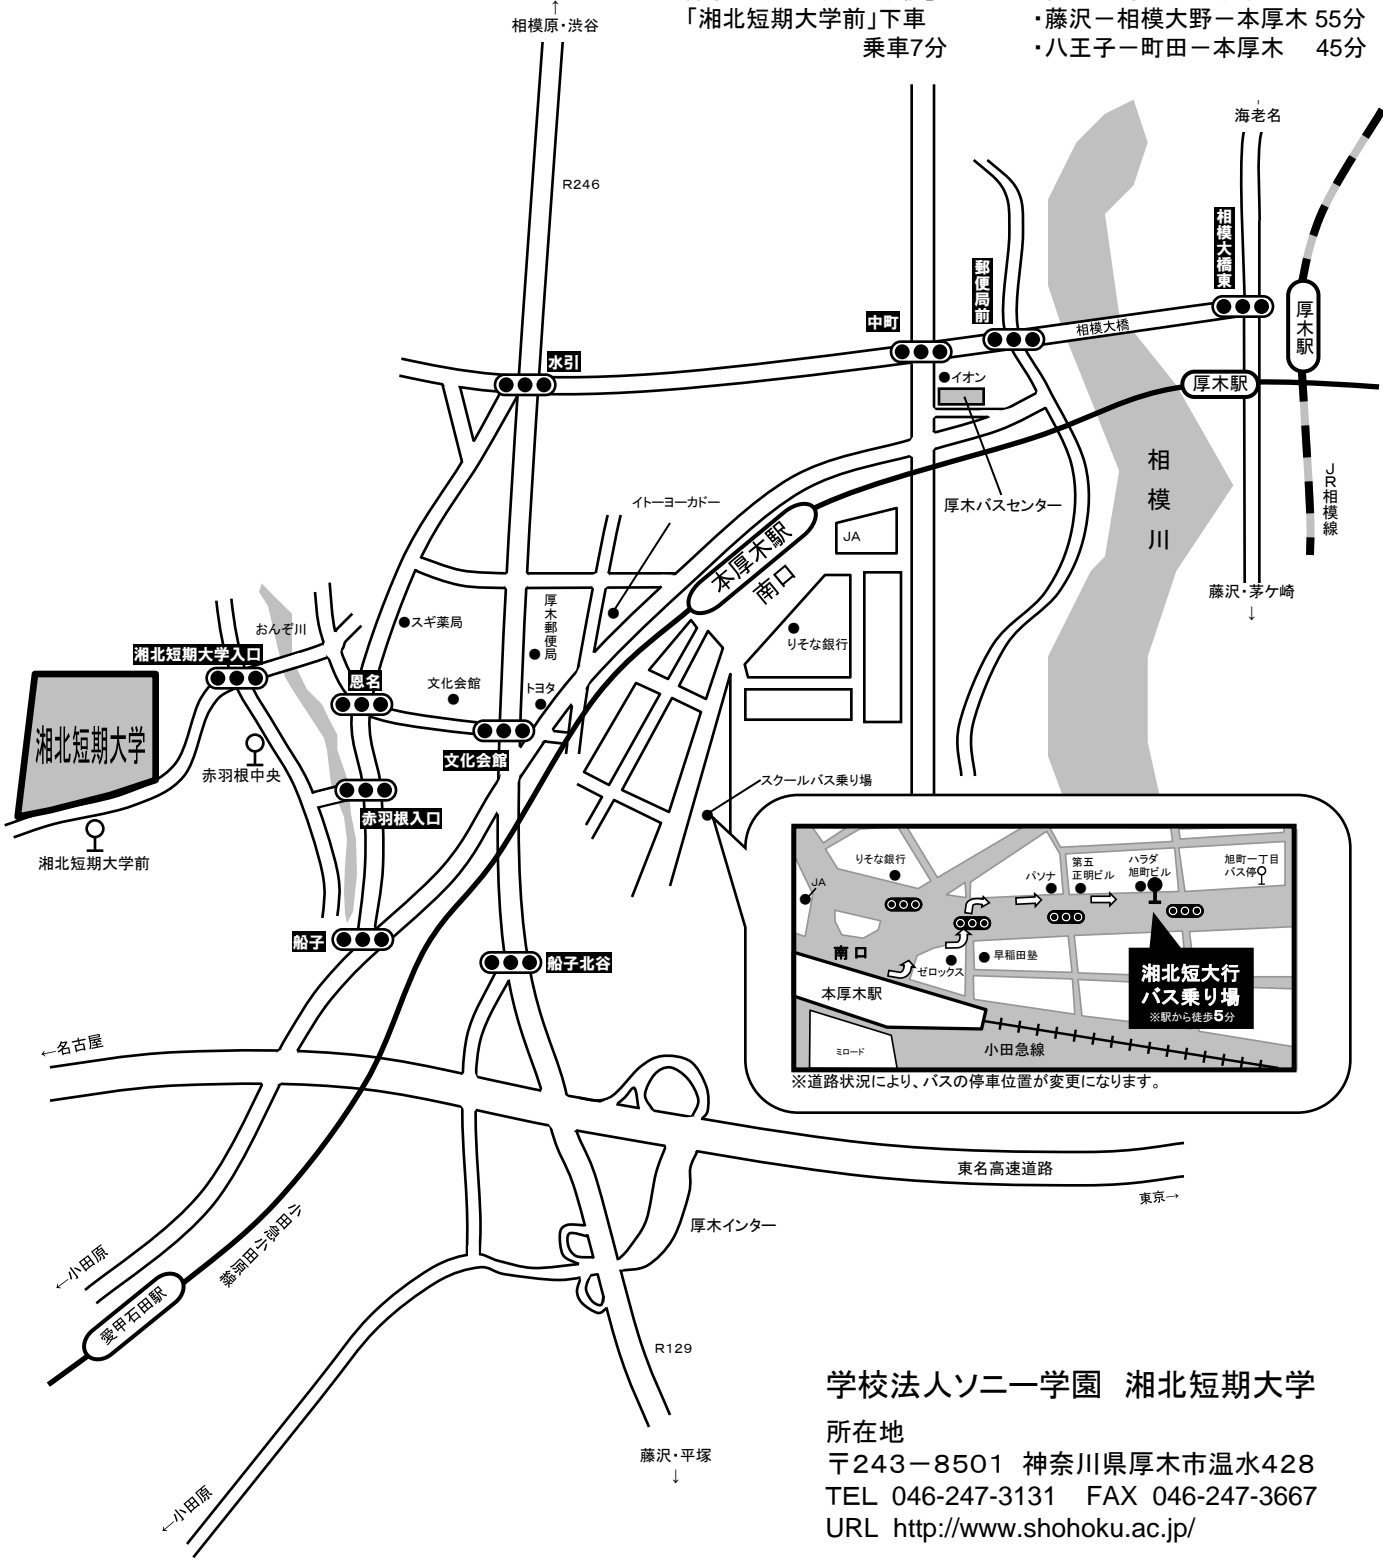 ↑
相模原・渋谷
「湘北短期大学前」下車
乗車7分
・藤沢－相模大野－本厚木 55分
・八王子－町田－本厚木 45分
海老名
R246
相模大橋東
郵便局前
中町
相模大橋
厚木駅
水引
イオン
厚木駅
相模川
JR相模線
イトーヨーカドー
厚木バスセンター
JA
本厚木駅
南口
藤沢・茅ケ崎
↓
厚木郵便局
スギ薬局
おんぞ川
りそな銀行
湘北短期大学入口
恩名
文化会館
トヨタ
湘北短期大学
文化会館
赤羽根中央
スクールバス乗り場
赤羽根入口
湘北短期大学前
りそな銀行
JA
パソナ
第五
正明ビル
ハラダ
旭町ビル
旭町一丁目
バス停
船子
船子北谷
南口
ゼロックス
早稲田塾
湘北短大行
バス乗り場
※駅から徒歩5分
本厚木駅
ミロード
小田急線
※道路状況により、バスの停車位置が変更になります。
←名古屋
東名高速道路
東京→
厚木インター
小田急小田原線
←小田原
愛甲石田駅
R129
藤沢・平塚
↓
←小田原
学校法人ソニー学園 湘北短期大学
所在地
〒243－8501 神奈川県厚木市温水428
TEL 046-247-3131 FAX 046-247-3667
URL http://www.shohoku.ac.jp/